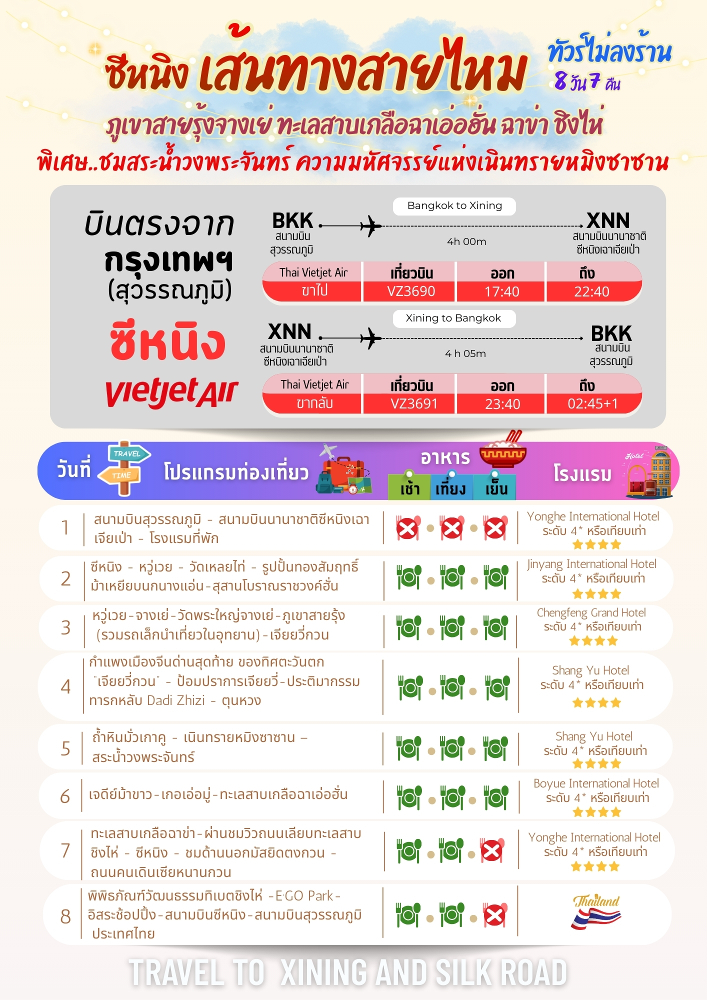 ซีหนิง เส้นทางสายไหม
ทัวร์ไม่ลงร้าน
8 วัน 7 คืน
ภูเขาสายรุ้งจางเย่ ทะเลสาบเกลือฉาเอ่อฮั่น ฉาข่า ชิงไห่
พิเศษ..ชมสระน้ำวงพระจันทร์ ความมหัศจรรย์แห่งเนินทรายหมิงซาซาน
บินตรงจาก
กรุงเทพฯ
(สุวรรณภูมิ)
ซีหนิง
vietjet Air
Bangkok to Xining
BKK
XNN
สนามบิน
สุวรรณภูมิ
4h 00m
สนามบินนานาชาติ
ซีหนิงเฉาเจียเป่า
Thai Vietjet Air เที่ยวบิน ออก ถึง
ขาไป VZ3690 17:40 22:40
Xining to Bangkok
XNN
BKK
สนามบินนานาชาติ
ซีหนิงเฉาเจียเป่า
4 h 05m
สนามบิน
สุวรรณภูมิ
Thai Vietjet Air เที่ยวบิน ออก ถึง
ขากลับ VZ3691 23:40 02:45+1
วันที่
TRAVEL
TIME
โปรแกรมท่องเที่ยว
อาหาร
เช้า เที่ยง เย็น
โรงแรม
Hotel
Hotel
1
สนามบินสุวรรณภูมิ - สนามบินนานาชาติซีหนิงเฉา
เจียเป่า - โรงแรมที่พัก
Yonghe International Hotel
ระดับ 4* หรือเทียบเท่า
2
ซีหนิง - หวู่เวย - วัดเหลยไท่ - รูปปั้นทองสัมฤทธิ์
ม้าเหยียบนกนางแอ่น-สุสานโบราณราชวงค์ฮั่น
Jinyang International Hotel
ระดับ 4* หรือเทียบเท่า
3
หวู่เวย-จางเย่-วัดพระใหญ่จางเย่-ภูเขาสายรุ้ง
(รวมรถเล็กนำเที่ยวในอุทยาน)-เจียยวี่กวน
Chengfeng Grand Hotel
ระดับ 4* หรือเทียบเท่า
4
กำแพงเมืองจีนด่านสุดท้าย ของทิศตะวันตก
"เจียยวี่กวน" - ป้อมปราการเจียยวี่-ประติมากรรม
ทารกหลับ Dadi Zhizi - ตุนหวง
Shang Yu Hotel
ระดับ 4* หรือเทียบเท่า
5
ถ้ำหินมั่วเกาคู - เนินทรายหมิงซาซาน –
สระน้ำวงพระจันทร์
Shang Yu Hotel
ระดับ 4* หรือเทียบเท่า
6
เจดีย์ม้าขาว-เกอเอ่อมู่-ทะเลสาบเกลือฉาเอ่อฮั่น
Boyue International Hotel
ระดับ 4* หรือเทียบเท่า
7
ทะเลสาบเกลือฉาข่า-ผ่านชมวิวถนนเลียบทะเลสาบ
ชิงไห่ - ซีหนิง - ชมด้านนอกมัสยิดตงกวน -
ถนนคนเดินเซียหนานกวน
Yonghe International Hotel
ระดับ 4* หรือเทียบเท่า
8
พิพิธภัณฑ์วัฒนธรรมทิเบตชิงไห่ -E·GO Park-
อิสระช้อปปิ้ง-สนามบินซีหนิง-สนามบินสุวรรณภูมิ
ประเทศไทย
Thailand
TRAVEL TO XINING AND SILK ROAD